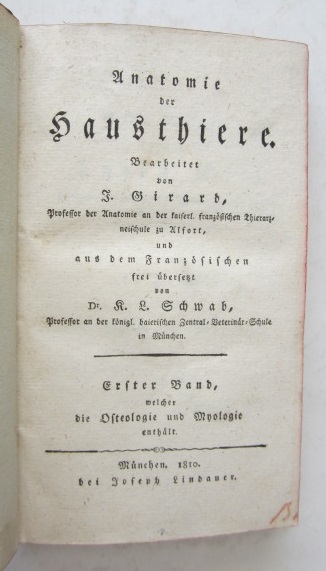 Anatomie
der
Hausthiere.
Bearbeitet
von
J. Girard,
Professor der Anatomie an der kaiserl. französischen Thierarz-
neischule zu Alfort,
und
aus dem Französischen
frei übersetzt
von
Dr. K. L. Schwab,
Professor an der königl. baierischen Zentral-Veterinär-Schule
in München.
Erster Band,
welcher
die Osteologie und Myologie
enthält.
München. 1810.
bei Joseph Lindauer.